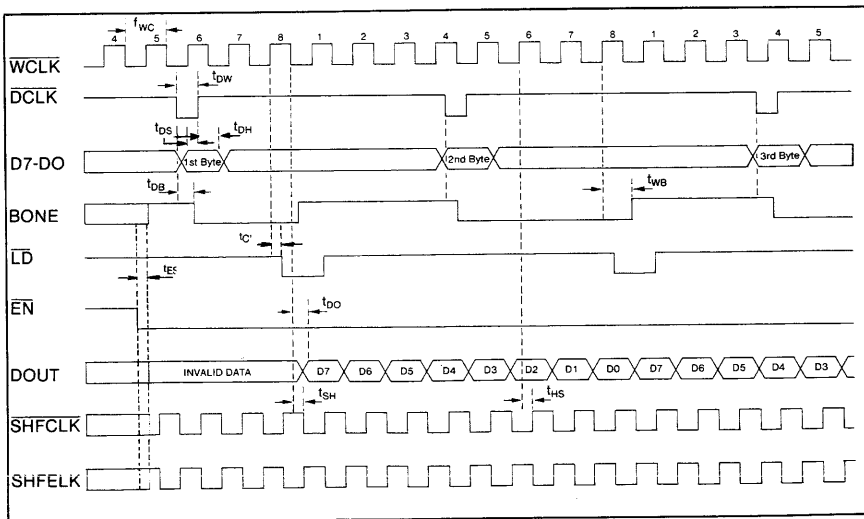 fWC
4 5 6 7 8 1 2 3 4 5 6 7 8 1 2 3 4 5
WCLK
tDW
DCLK
tDS tDH
D7-DO 1st Byte 2nd Byte 3rd Byte
tDB tWB
BONE
tC'
LD
tES
EN
tDO
DOUT INVALID DATA D7 D6 D5 D4 D3 D2 D1 D0 D7 D6 D5 D4 D3
tSH tHS
SHFCLK
SHFELK